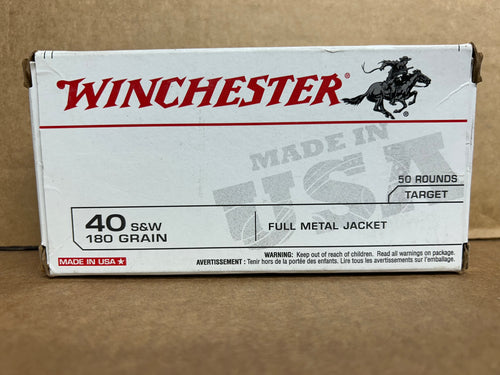 WINCHESTER®
MADE IN
USA
50 ROUNDS
TARGET
40 S&W
180 GRAIN
FULL METAL JACKET
MADE IN USA ★
WARNING: Keep out of reach of children. Read all warnings on package.
AVERTISSEMENT : Tenir hors de la portée des enfants. Lire tous les avertissements sur l'emballage.